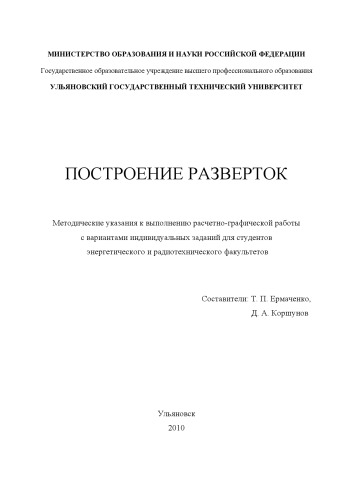 МИНИСТЕРСТВО ОБРАЗОВАНИЯ И НАУКИ РОССИЙСКОЙ ФЕДЕРАЦИИ
Государственное образовательное учреждение высшего профессионального образования
УЛЬЯНОВСКИЙ ГОСУДАРСТВЕННЫЙ ТЕХНИЧЕСКИЙ УНИВЕРСИТЕТ
ПОСТРОЕНИЕ РАЗВЕРТОК
Методические указания к выполнению расчетно-графической работы
с вариантами индивидуальных заданий для студентов
энергетического и радиотехнического факультетов
Составители: Т. П. Ермаченко,
Д. А. Коршунов
Ульяновск
2010